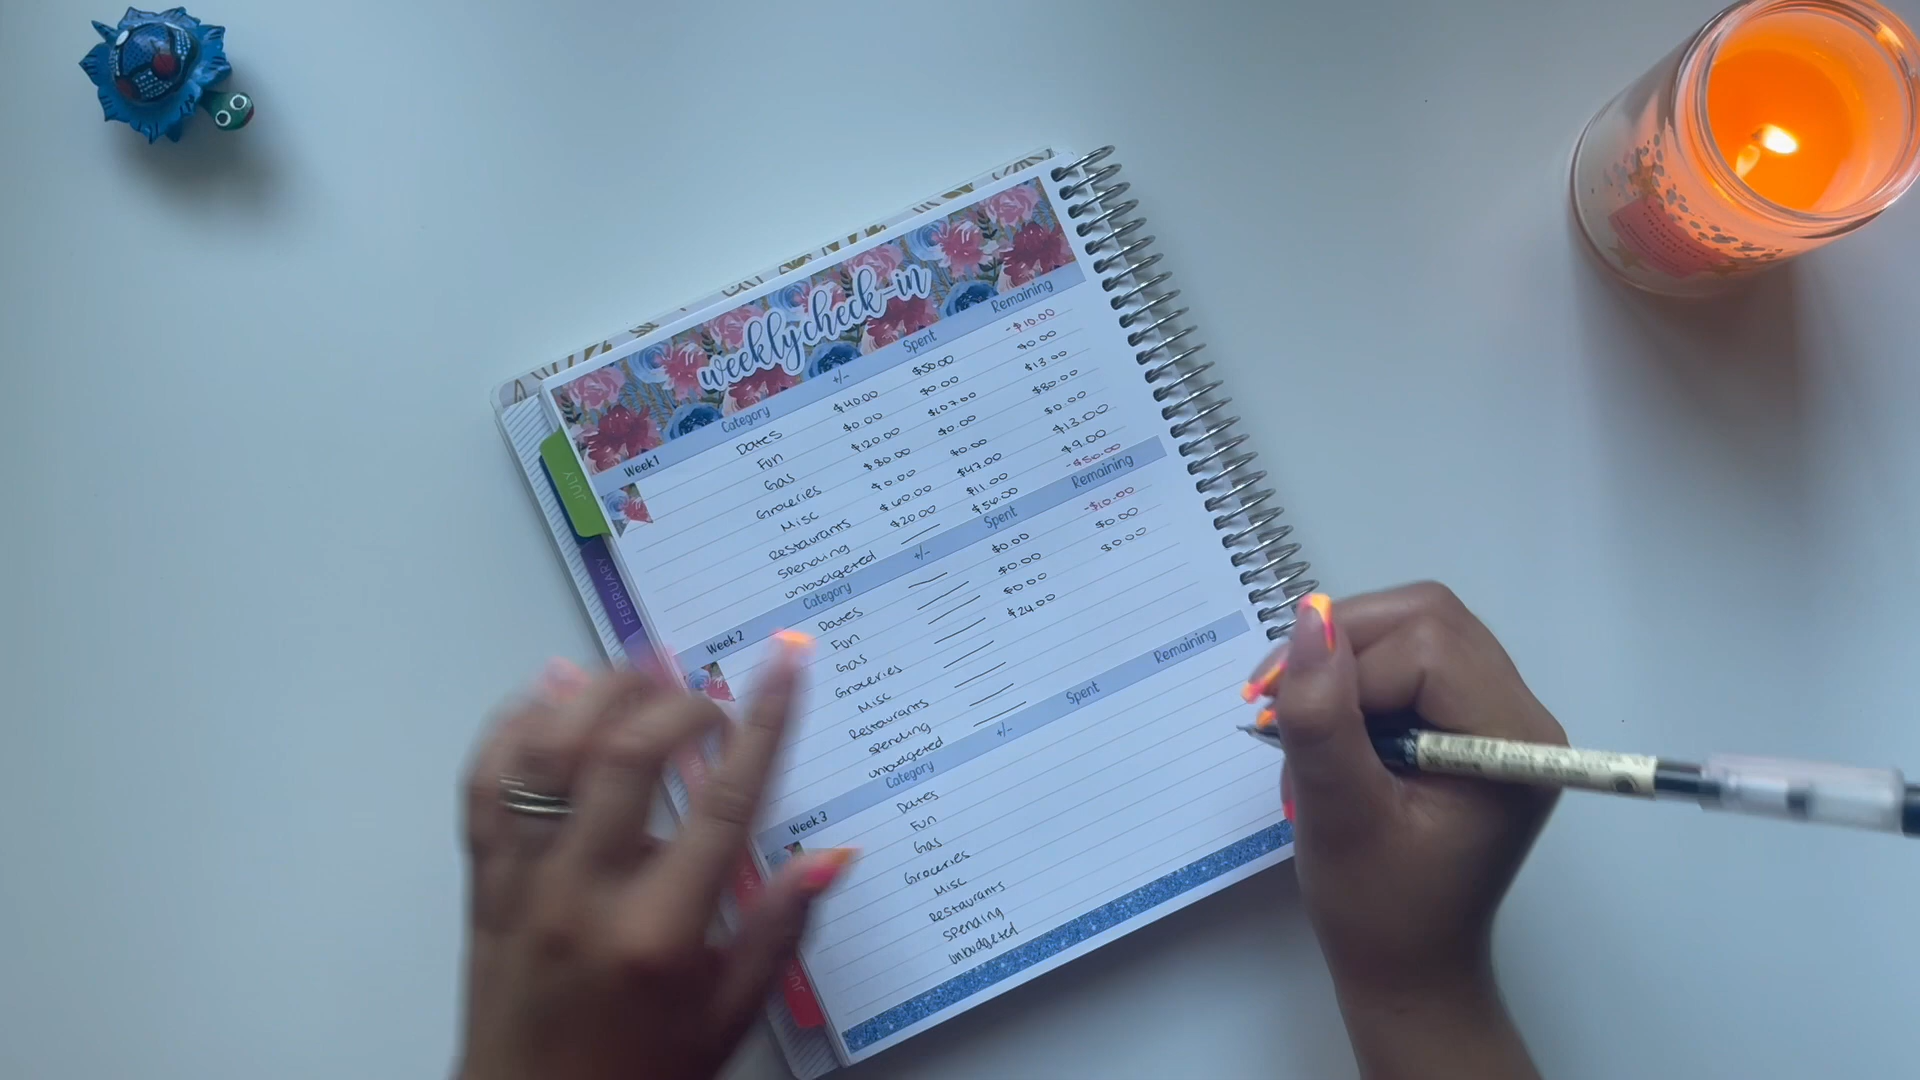 weekly check-in
Week 1 Category +/- Spent Remaining
Dates $40.00 $50.00 -$10.00
Fun $0.00 $0.00 $0.00
Gas $120.00 $107.00 $13.00
Groceries $80.00 $0.00 $80.00
Misc $0.00 $0.00 $0.00
Restaurants $60.00 $47.00 $13.00
Spending $20.00 $11.00 $9.00
unbudgeted — $56.00 -$56.00
Week 2 Category +/- Spent Remaining
Dates — $0.00 -$10.00
Fun — $0.00 $0.00
Gas — $0.00 $0.00
Groceries — $24.00
Misc —
Restaurants —
Spending —
unbudgeted —
Week 3 Category +/- Spent Remaining
Dates
Fun
Gas
Groceries
Misc
Restaurants
Spending
unbudgeted
JULY
FEBRUARY